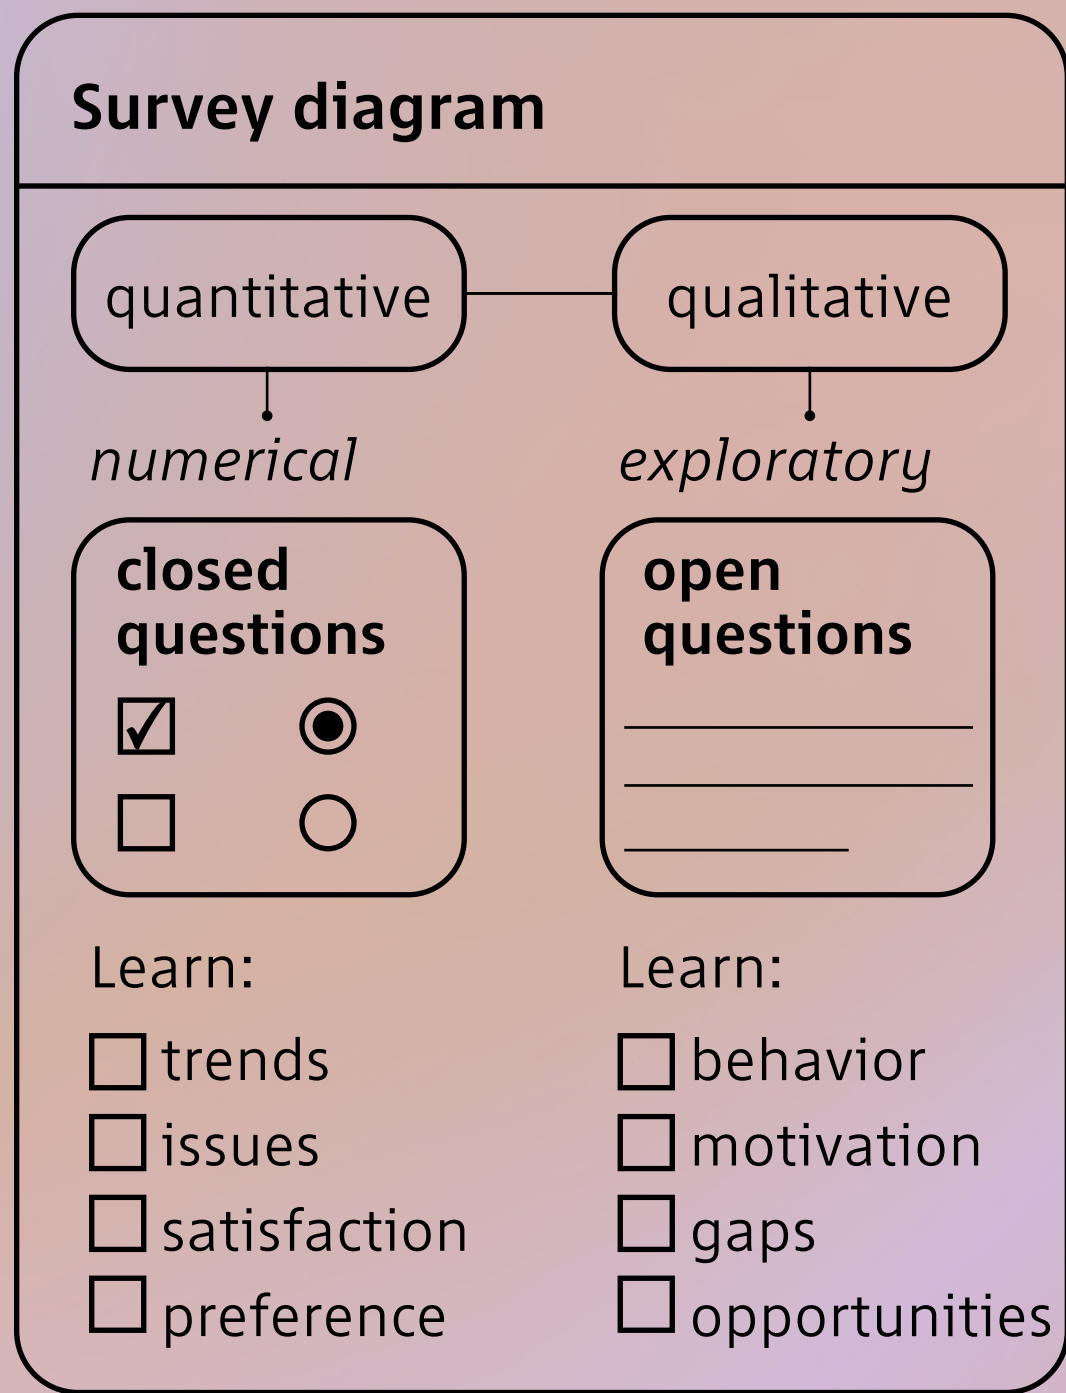 Survey diagram
quantitative
qualitative
numerical
exploratory
closed
questions
open
questions
Learn:
trends
issues
satisfaction
preference
Learn:
behavior
motivation
gaps
opportunities